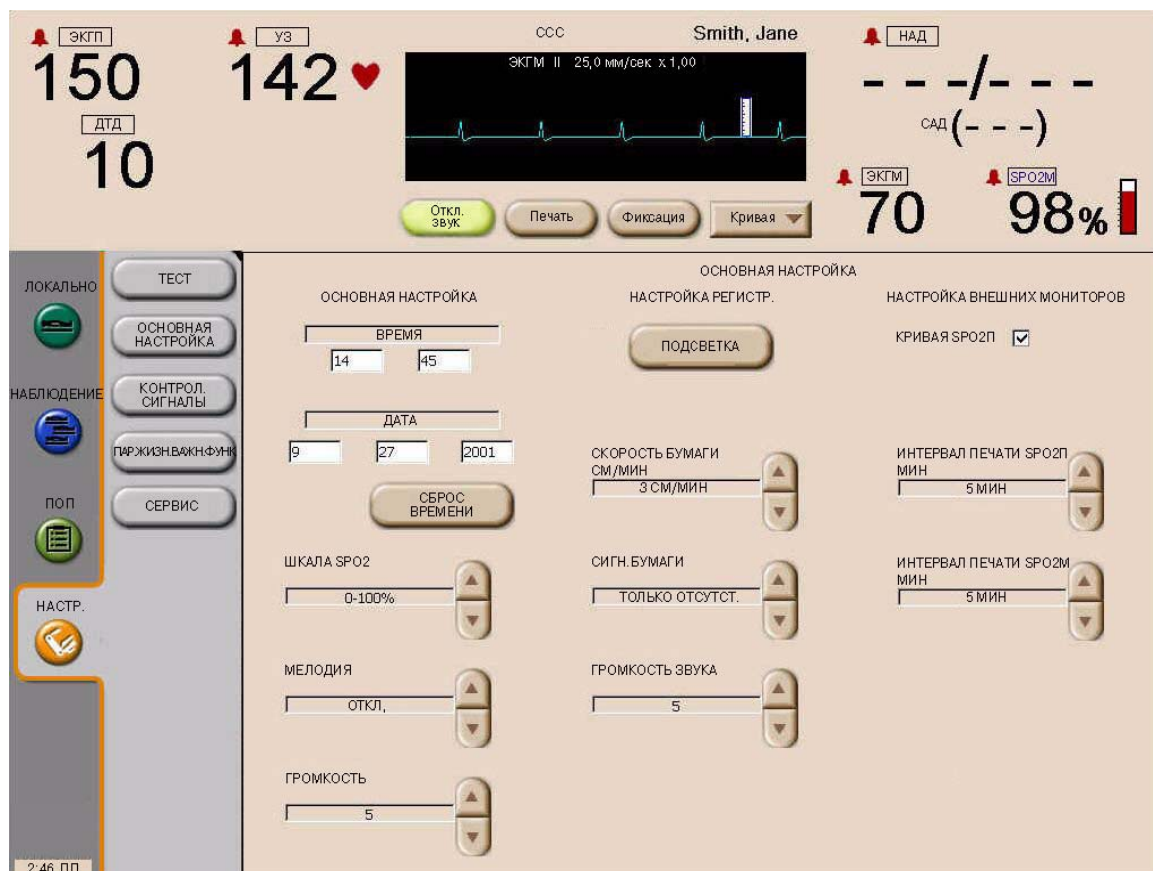 ЭКГП
УЗ
ССС
Smith, Jane
НАД
150
142
ЭКГМ II 25,0 мм/сек x 1,00
- - -/- - -
ДТД
САД (- - -)
10
ЭКГМ
SPO2M
70
98%
Откл. звук
Печать
Фиксация
Кривая
ЛОКАЛЬНО
НАБЛЮДЕНИЕ
ПОП
НАСТР.
2:46 ПП
ТЕСТ
ОСНОВНАЯ
НАСТРОЙКА
КОНТРОЛ.
СИГНАЛЫ
ПАР.ЖИЗН.ВАЖН.ФУНК
СЕРВИС
ОСНОВНАЯ НАСТРОЙКА
ОСНОВНАЯ НАСТРОЙКА
ВРЕМЯ
14 45
ДАТА
9 27 2001
СБРОС
ВРЕМЕНИ
ШКАЛА SPO2
0-100%
МЕЛОДИЯ
ОТКЛ,
ГРОМКОСТЬ
5
НАСТРОЙКА РЕГИСТР.
ПОДСВЕТКА
СКОРОСТЬ БУМАГИ
СМ/МИН
3 СМ/МИН
СИГН.БУМАГИ
ТОЛЬКО ОТСУТСТ.
ГРОМКОСТЬ ЗВУКА
5
НАСТРОЙКА ВНЕШНИХ МОНИТОРОВ
КРИВАЯ SPO2П
ИНТЕРВАЛ ПЕЧАТИ SPO2П
МИН
5 МИН
ИНТЕРВАЛ ПЕЧАТИ SPO2М
МИН
5 МИН